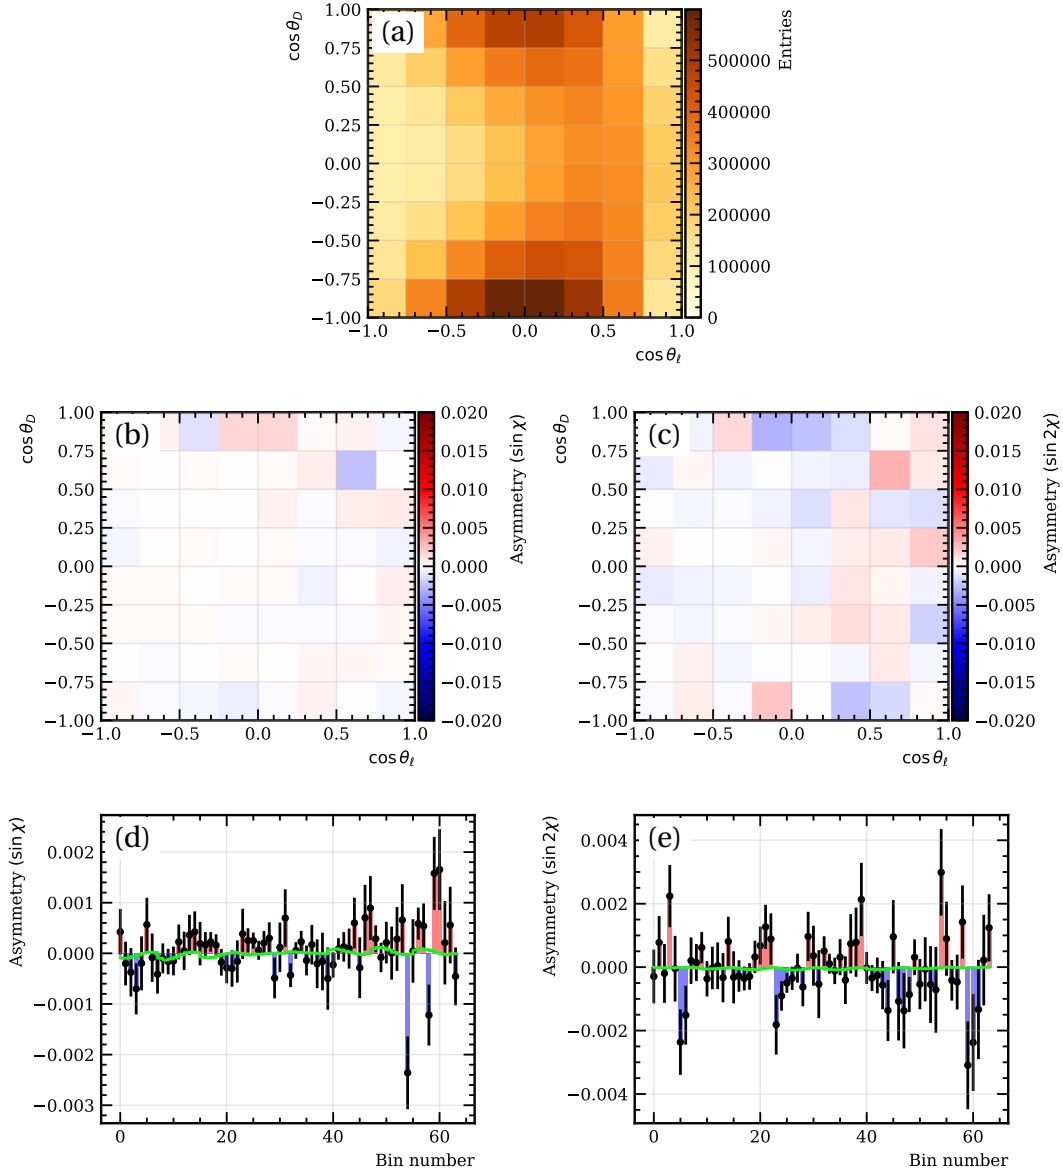 (a)
cos θ_D
1.00
0.75
0.50
0.25
0.00
−0.25
−0.50
−0.75
−1.00
−1.0 −0.5 0.0 0.5 1.0
cos θ_ℓ
Entries
500000
400000
300000
200000
100000
0
(b)
cos θ_D
1.00
0.75
0.50
0.25
0.00
−0.25
−0.50
−0.75
−1.00
−1.0 −0.5 0.0 0.5 1.0
cos θ_ℓ
Asymmetry (sin χ)
0.020
0.015
0.010
0.005
0.000
−0.005
−0.010
−0.015
−0.020
(c)
cos θ_D
1.00
0.75
0.50
0.25
0.00
−0.25
−0.50
−0.75
−1.00
−1.0 −0.5 0.0 0.5 1.0
cos θ_ℓ
Asymmetry (sin 2χ)
0.020
0.015
0.010
0.005
0.000
−0.005
−0.010
−0.015
−0.020
(d)
Asymmetry (sin χ)
0.002
0.001
0.000
−0.001
−0.002
−0.003
0 20 40 60
Bin number
(e)
Asymmetry (sin 2χ)
0.004
0.002
0.000
−0.002
−0.004
0 20 40 60
Bin number